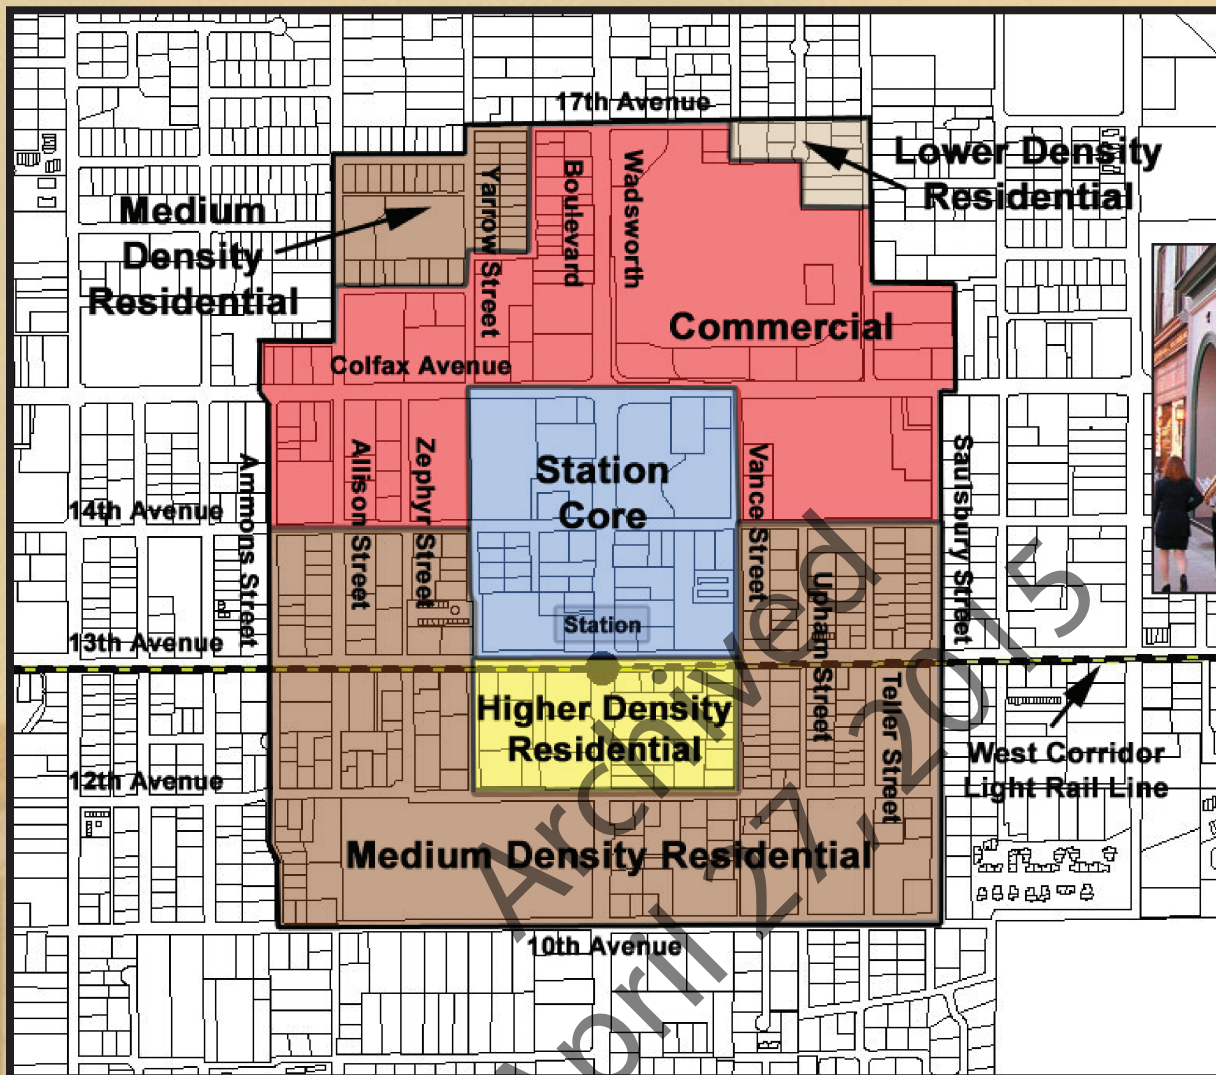 17th Avenue
Lower Density
Residential
Medium
Density
Residential
Yarrow Street
Boulevard
Wadsworth
Commercial
Colfax Avenue
Station
Core
Ammons Street
Allison Street
Zephyr Street
Vance Street
Saulsbury Street
14th Avenue
Upham Street
Station
13th Avenue
Higher Density
Residential
Teller Street
West Corridor
Light Rail Line
12th Avenue
Medium Density Residential
10th Avenue
Archived
April 27, 2015